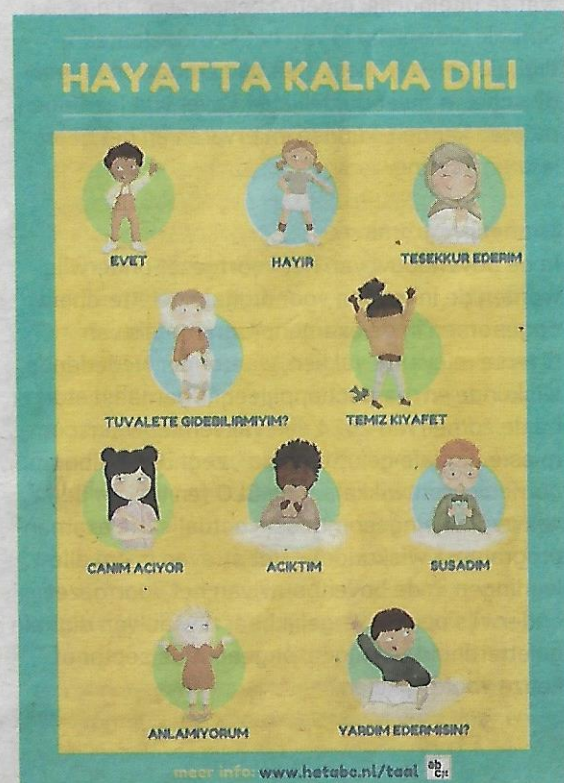 HAYATTA KALMA DILI
EVET
HAYIR
TESEKKUR EDERIM
TUVALETE GIDEBILIRMIYIM?
TEMIZ KIYAFET
CANIM ACIYOR
ACIKTIM
SUSADIM
ANLAMIYORUM
YARDIM EDERMISIN?
meer info: www.hetabc.nl/taal